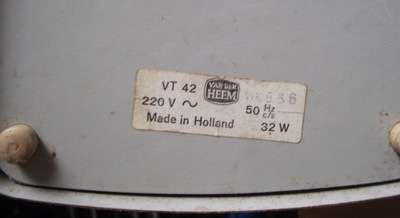 VT 42
VAN DER
HEEM
220 V ~
50 Hz
c/s
Made in Holland
32 W